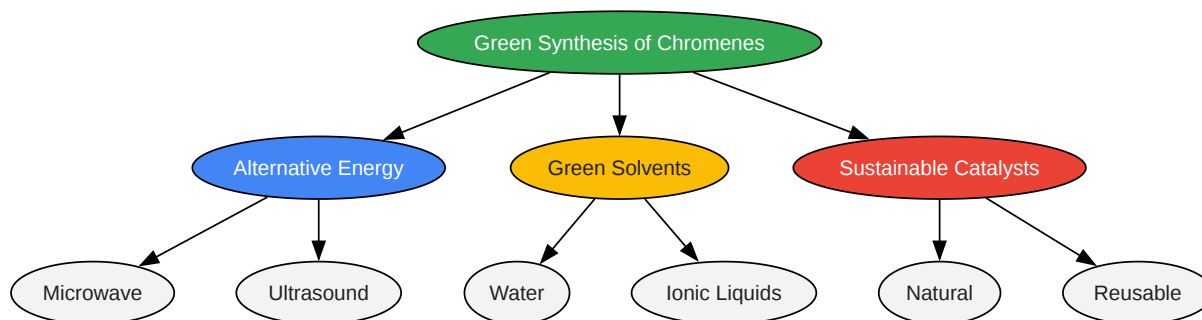 Green Synthesis of Chromenes
Alternative Energy
Green Solvents
Sustainable Catalysts
Microwave
Ultrasound
Water
Ionic Liquids
Natural
Reusable